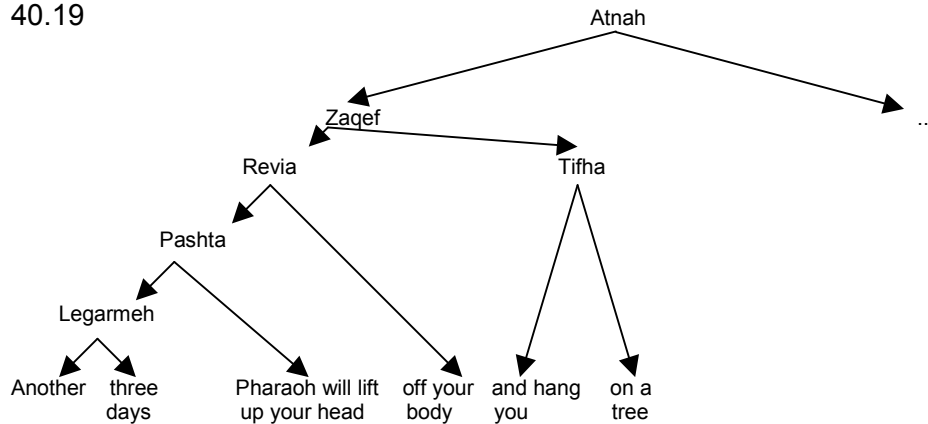 40.19
Atnah
Zaqef
..
Revia
Tifha
Pashta
Legarmeh
Another three Pharaoh will lift off your and hang on a
days up your head body you tree